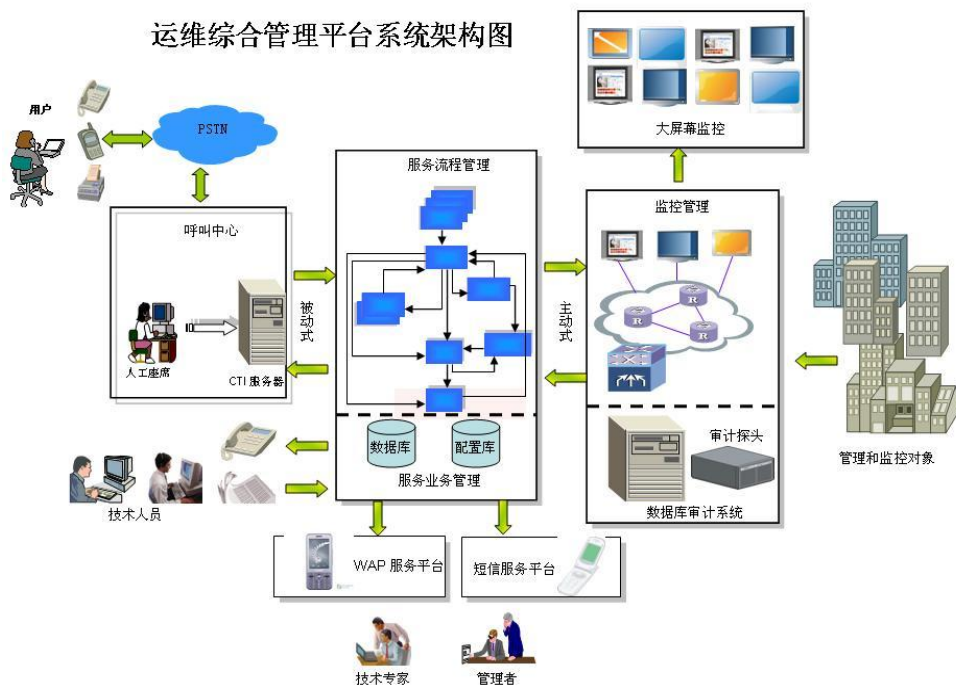 运维综合管理平台系统架构图
用户
PSTN
大屏幕监控
呼叫中心
人工座席
CTI 服务器
被动式
服务流程管理
数据库
配置库
服务业务管理
主动式
监控管理
R
R
R
R
审计探头
数据库审计系统
管理和监控对象
技术人员
WAP 服务平台
短信服务平台
技术专家
管理者